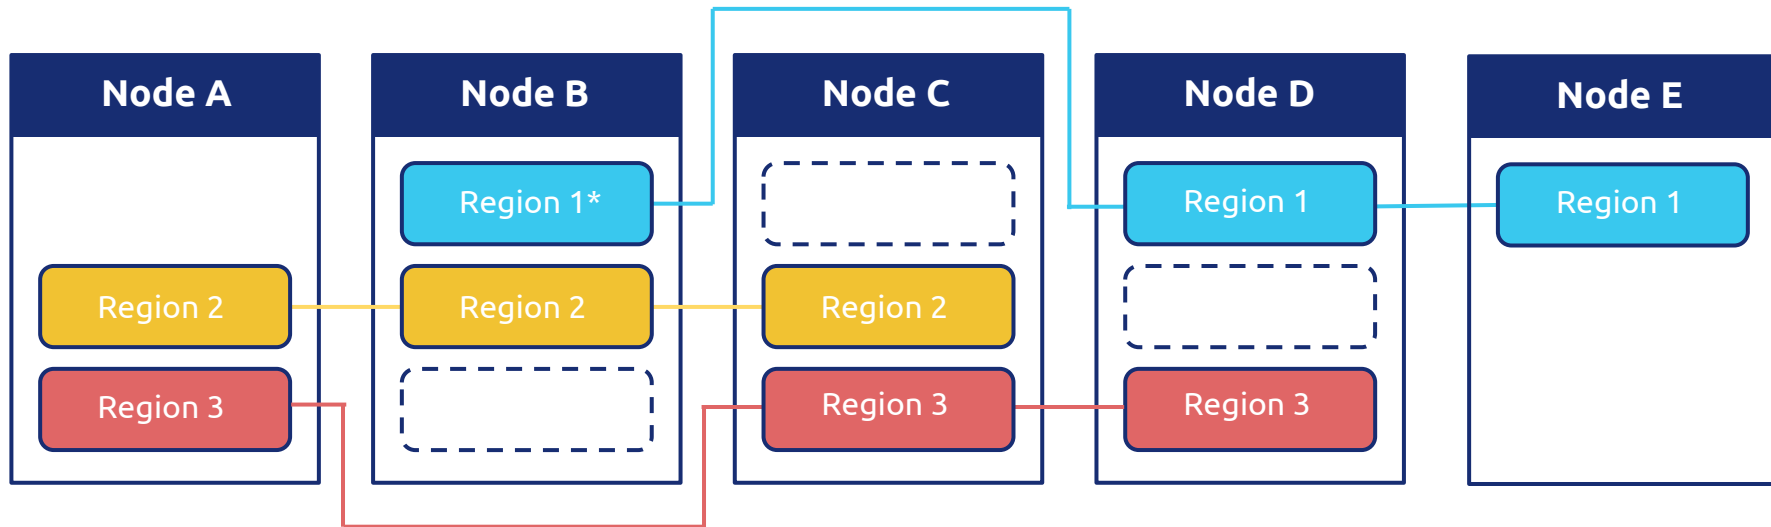 Node A
Node B
Node C
Node D
Node E
Region 1*
Region 1
Region 1
Region 2
Region 2
Region 2
Region 3
Region 3
Region 3